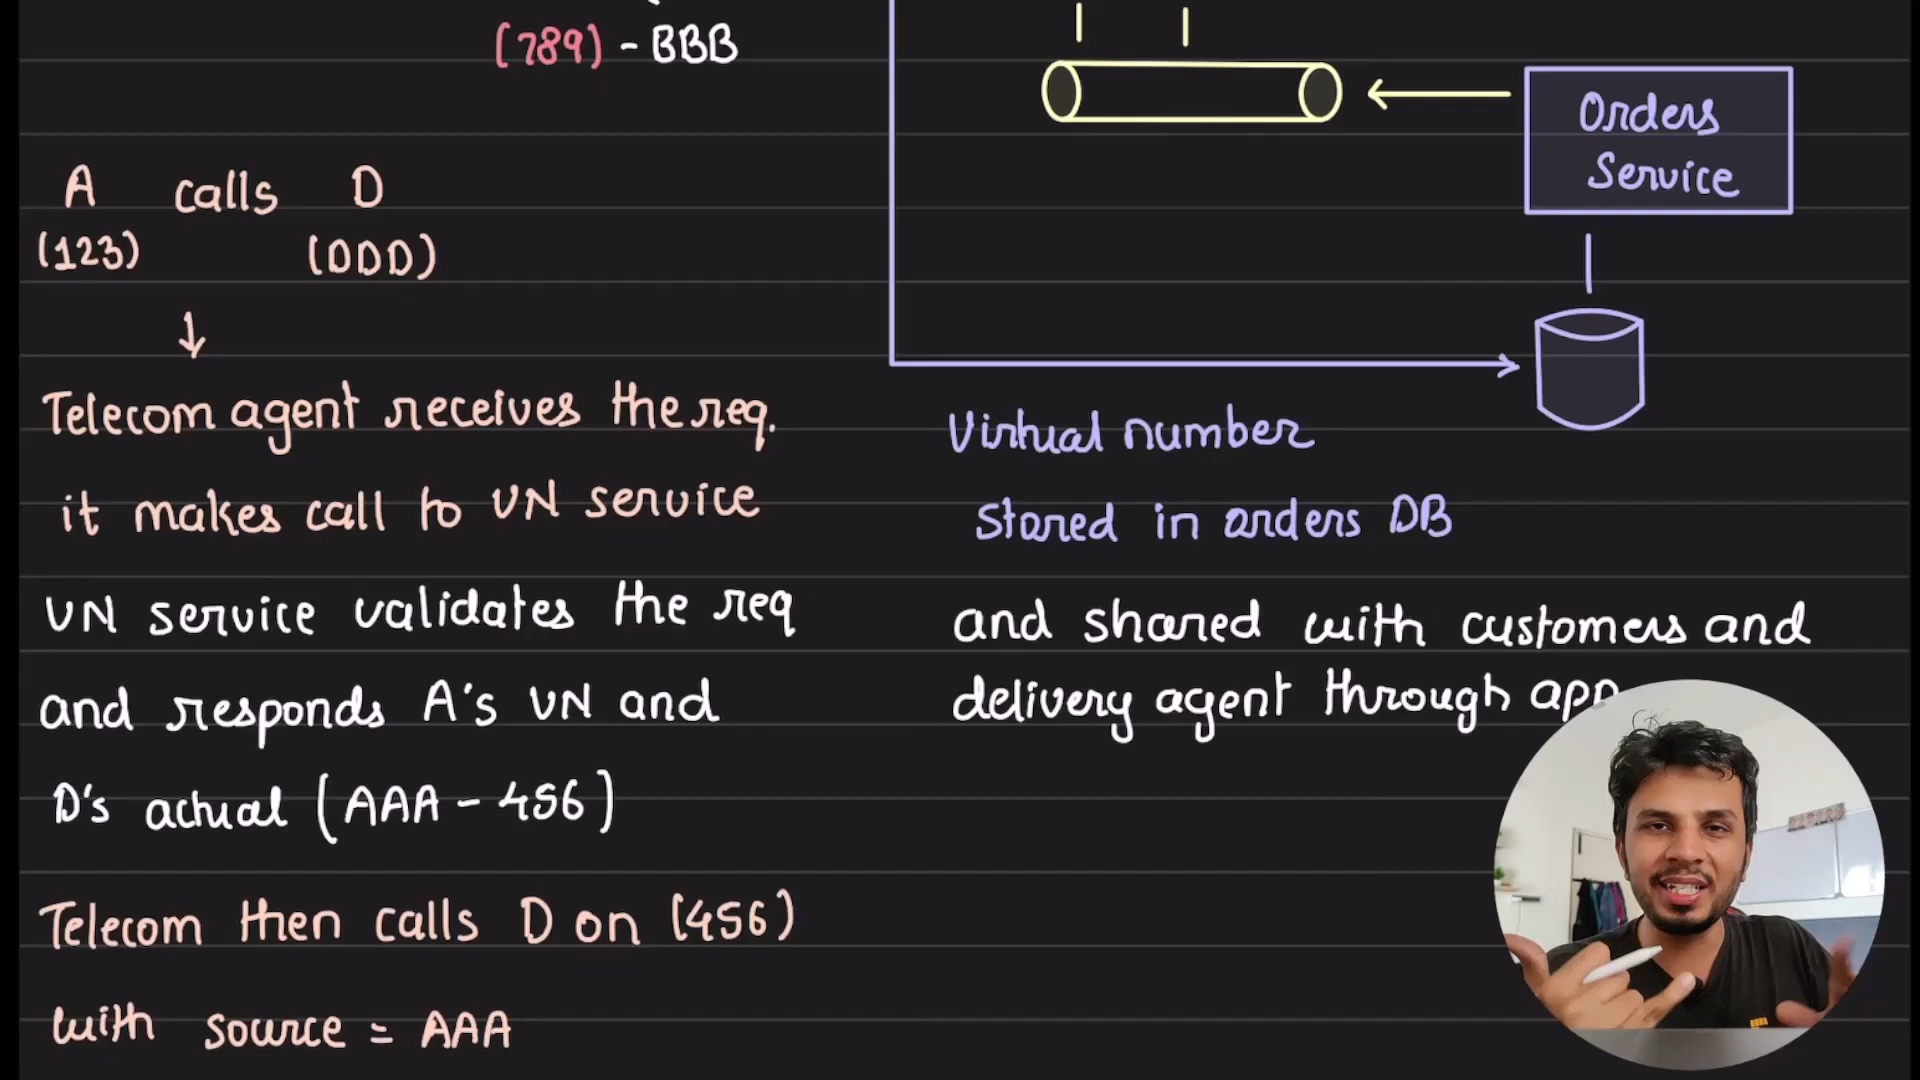 (789) - BBB
A calls D
(123) (DDD)
Telecom agent receives the req.
it makes call to VN service
VN service validates the req
and responds A's VN and
D's actual (AAA - 456)
Telecom then calls D on (456)
with source = AAA
Orders
Service
Virtual number
Stored in orders DB
and shared with customers and
delivery agent through app